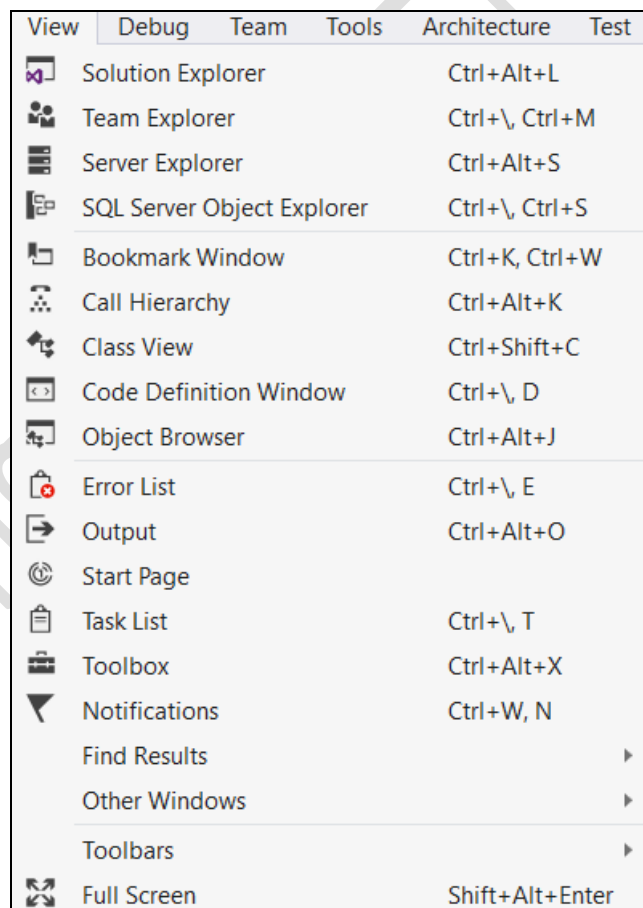 View Debug Team Tools Architecture Test
Solution Explorer Ctrl+Alt+L
Team Explorer Ctrl+\, Ctrl+M
Server Explorer Ctrl+Alt+S
SQL Server Object Explorer Ctrl+\, Ctrl+S
Bookmark Window Ctrl+K, Ctrl+W
Call Hierarchy Ctrl+Alt+K
Class View Ctrl+Shift+C
Code Definition Window Ctrl+\, D
Object Browser Ctrl+Alt+J
Error List Ctrl+\, E
Output Ctrl+Alt+O
Start Page
Task List Ctrl+\, T
Toolbox Ctrl+Alt+X
Notifications Ctrl+W, N
Find Results
Other Windows
Toolbars
Full Screen Shift+Alt+Enter